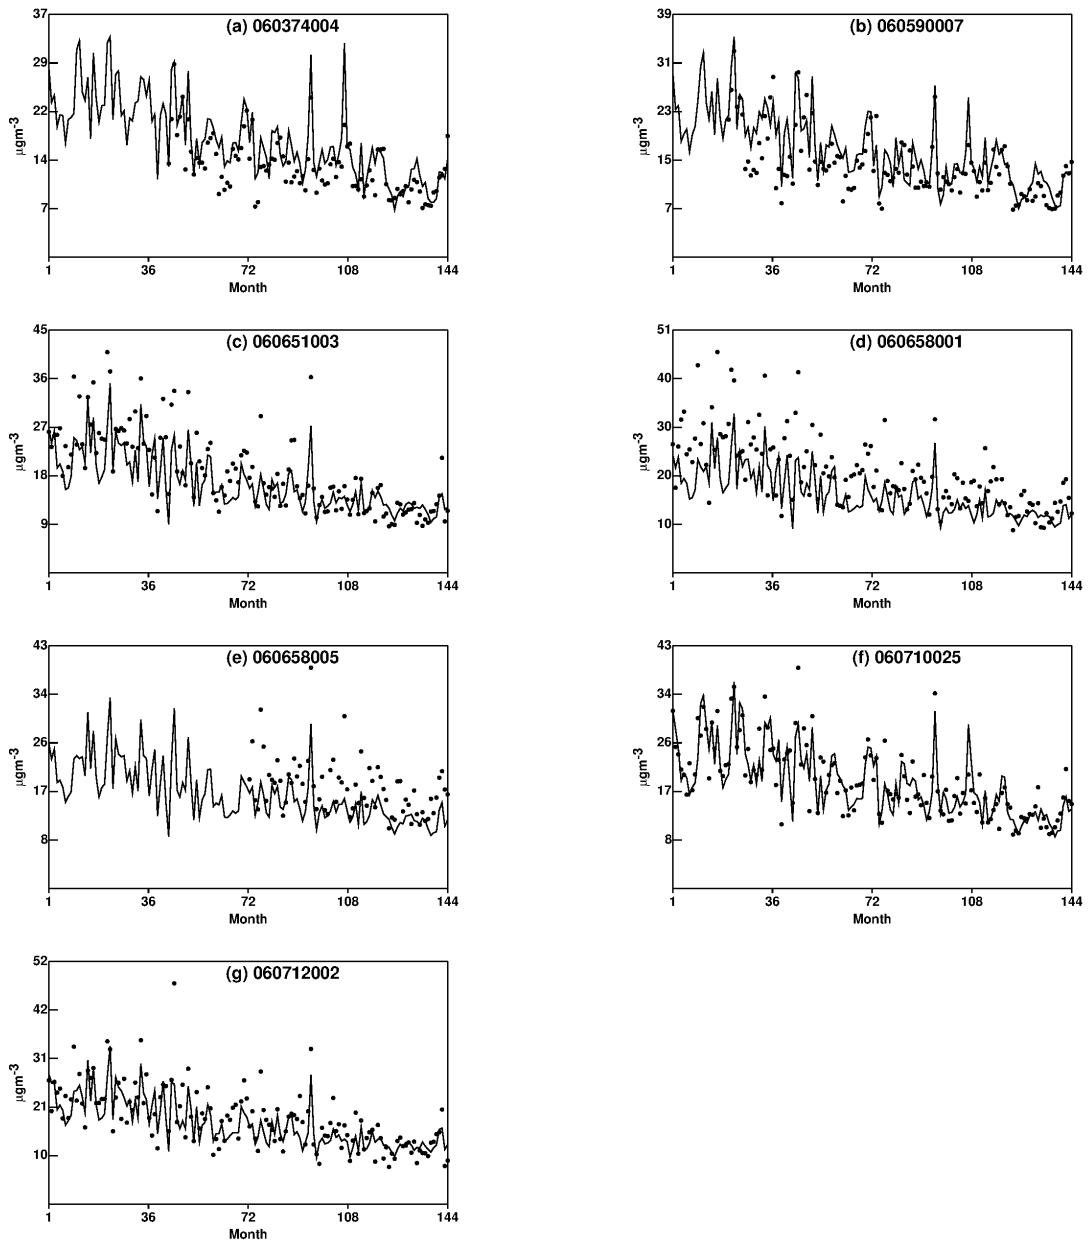 (a) 060374004
37
29
22
14
7
µgm-3
1 36 72 108 144
Month
(b) 060590007
39
31
23
15
7
µgm-3
1 36 72 108 144
Month
(c) 060651003
45
36
27
18
9
µgm-3
1 36 72 108 144
Month
(d) 060658001
51
40
30
20
10
µgm-3
1 36 72 108 144
Month
(e) 060658005
43
34
26
17
8
µgm-3
1 36 72 108 144
Month
(f) 060710025
43
34
26
17
8
µgm-3
1 36 72 108 144
Month
(g) 060712002
52
42
31
21
10
µgm-3
1 36 72 108 144
Month